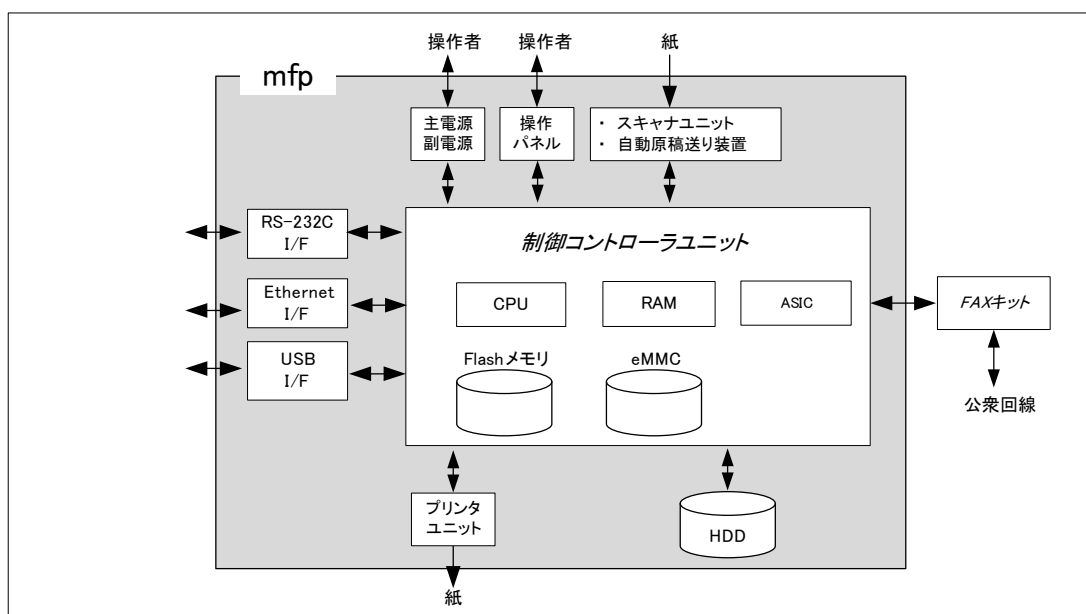 操作者
操作者
紙
mfp
主電源
副電源
操作
パネル
・ スキャナユニット
・ 自動原稿送り装置
RS-232C
I/F
制御コントローラユニット
Ethernet
I/F
CPU
RAM
ASIC
FAXキット
USB
I/F
Flashメモリ
eMMC
公衆回線
プリンタ
ユニット
HDD
紙